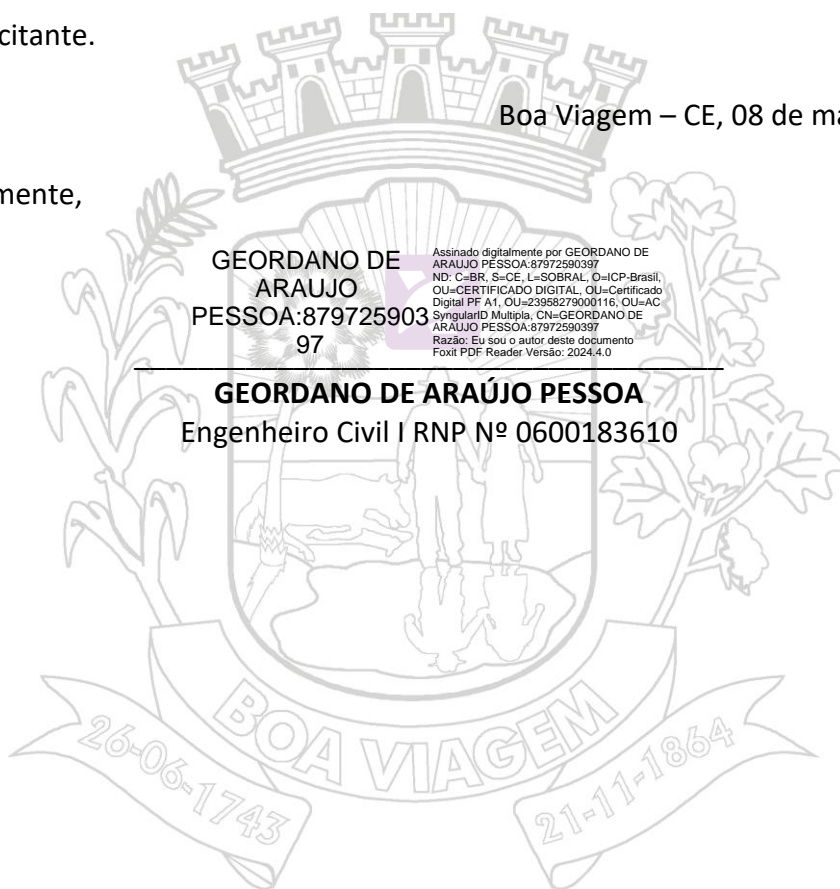 citante.
Boa Viagem – CE, 08 de ma
mente,
GEORDANO DE
ARAUJO
PESSOA:879725903
97
Assinado digitalmente por GEORDANO DE
ARAUJO PESSOA:87972590397
ND: C=BR, S=CE, L=SOBRAL, O=ICP-Brasil,
OU=CERTIFICADO DIGITAL, OU=Certificado
Digital PF A1, OU=23958279000116, OU=AC
SyngularID Multipla, CN=GEORDANO DE
ARAUJO PESSOA:87972590397
Razão: Eu sou o autor deste documento
Foxit PDF Reader Versão: 2024.4.0
GEORDANO DE ARAÚJO PESSOA
Engenheiro Civil I RNP Nº 0600183610
26-06-1743
BOA VIAGEM
21-11-1864